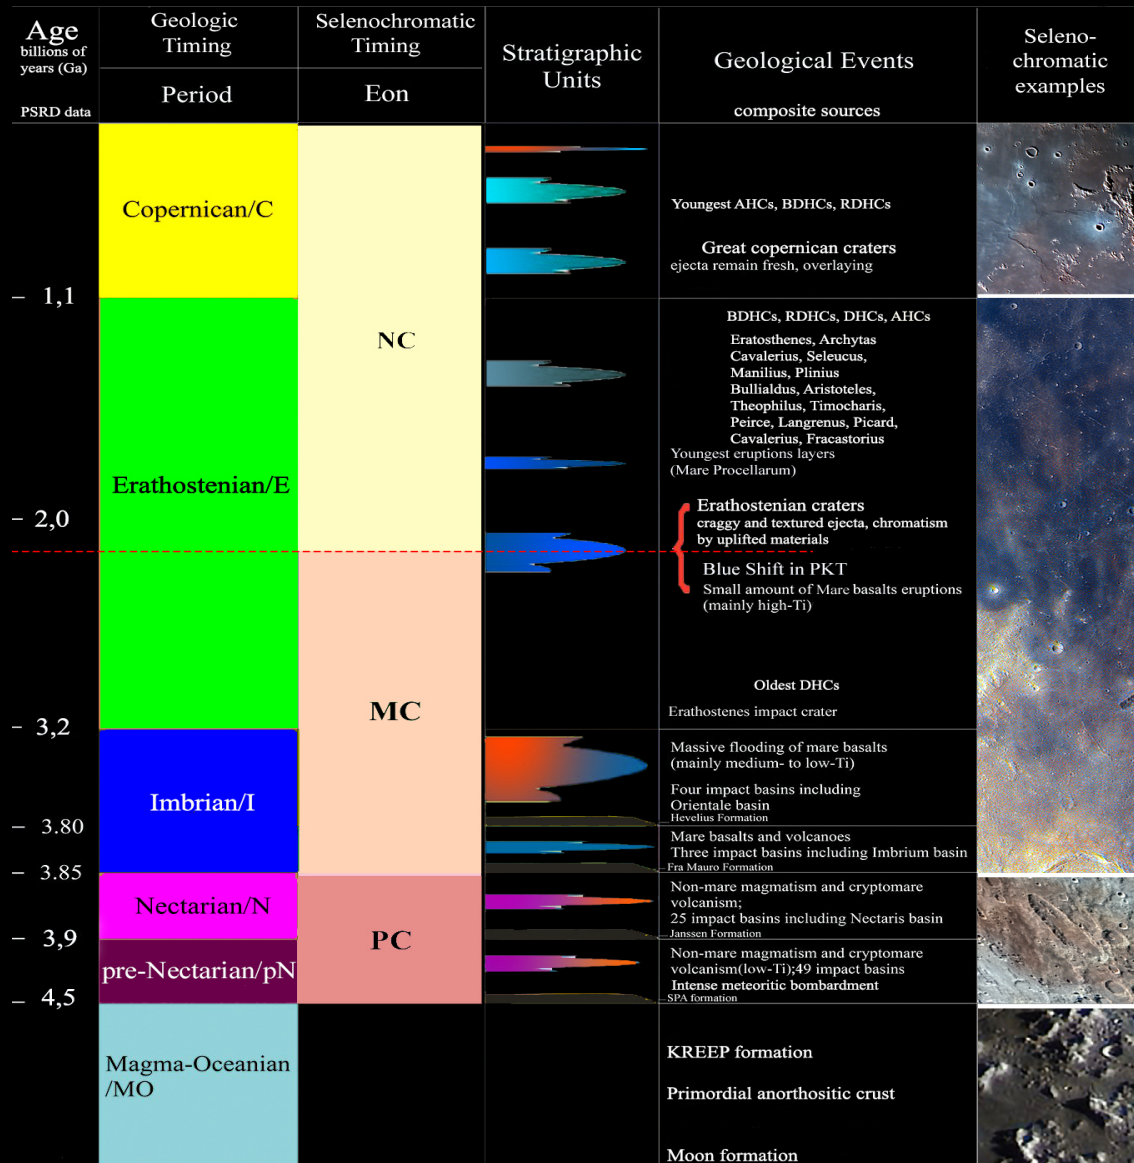 Age
billions of
years (Ga)
PSRD data
Geologic
Timing
Period
Selenochromatic
Timing
Eon
Stratigraphic
Units
Geological Events
composite sources
Seleno-
chromatic
examples
Copernican/C
Youngest AHCs, BDHCs, RDHCs
Great copernican craters
ejecta remain fresh, overlaying
– 1,1
NC
BDHCs, RDHCs, DHCs, AHCs
Eratosthenes, Archytas
Cavalerius, Seleucus,
Manilius, Plinius
Bullialdus, Aristoteles,
Theophilus, Timocharis,
Peirce, Langrenus, Picard,
Cavalerius, Fracastorius
Youngest eruptions layers
(Mare Procellarum)
Erathostenian/E
– 2,0
Erathostenian craters
craggy and textured ejecta, chromatism
by uplifted materials
Blue Shift in PKT
Small amount of Mare basalts eruptions
(mainly high-Ti)
MC
Oldest DHCs
Erathostenes impact crater
– 3,2
Imbrian/I
Massive flooding of mare basalts
(mainly medium- to low-Ti)
Four impact basins including
Orientale basin
Hevelius Formation
– 3.80
Mare basalts and volcanoes
Three impact basins including Imbrium basin
Fra Mauro Formation
– 3.85
Nectarian/N
PC
Non-mare magmatism and cryptomare
volcanism;
25 impact basins including Nectaris basin
Janssen Formation
– 3,9
pre-Nectarian/pN
Non-mare magmatism and cryptomare
volcanism(low-Ti);49 impact basins
Intense meteoritic bombardment
SPA formation
– 4,5
Magma-Oceanian
/MO
KREEP formation
Primordial anorthositic crust
Moon formation